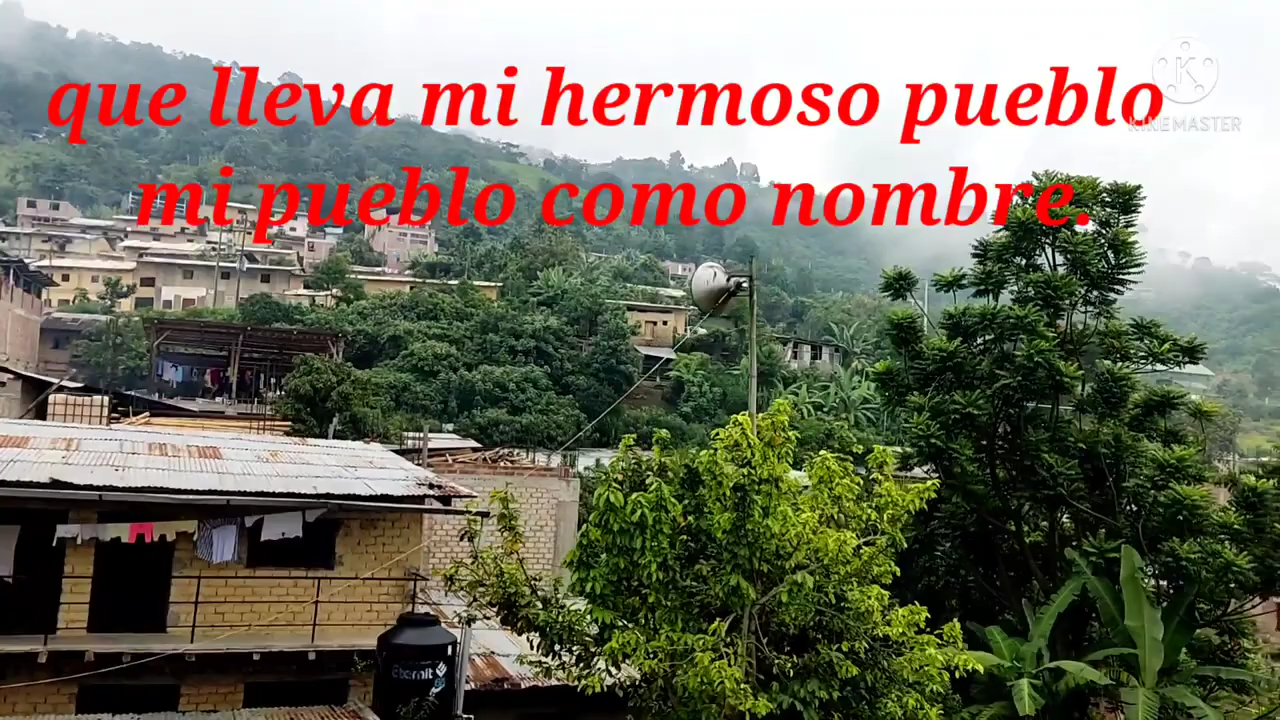 que lleva mi hermoso pueblo
mi pueblo como nombre.
K
KINEMASTER
eternit